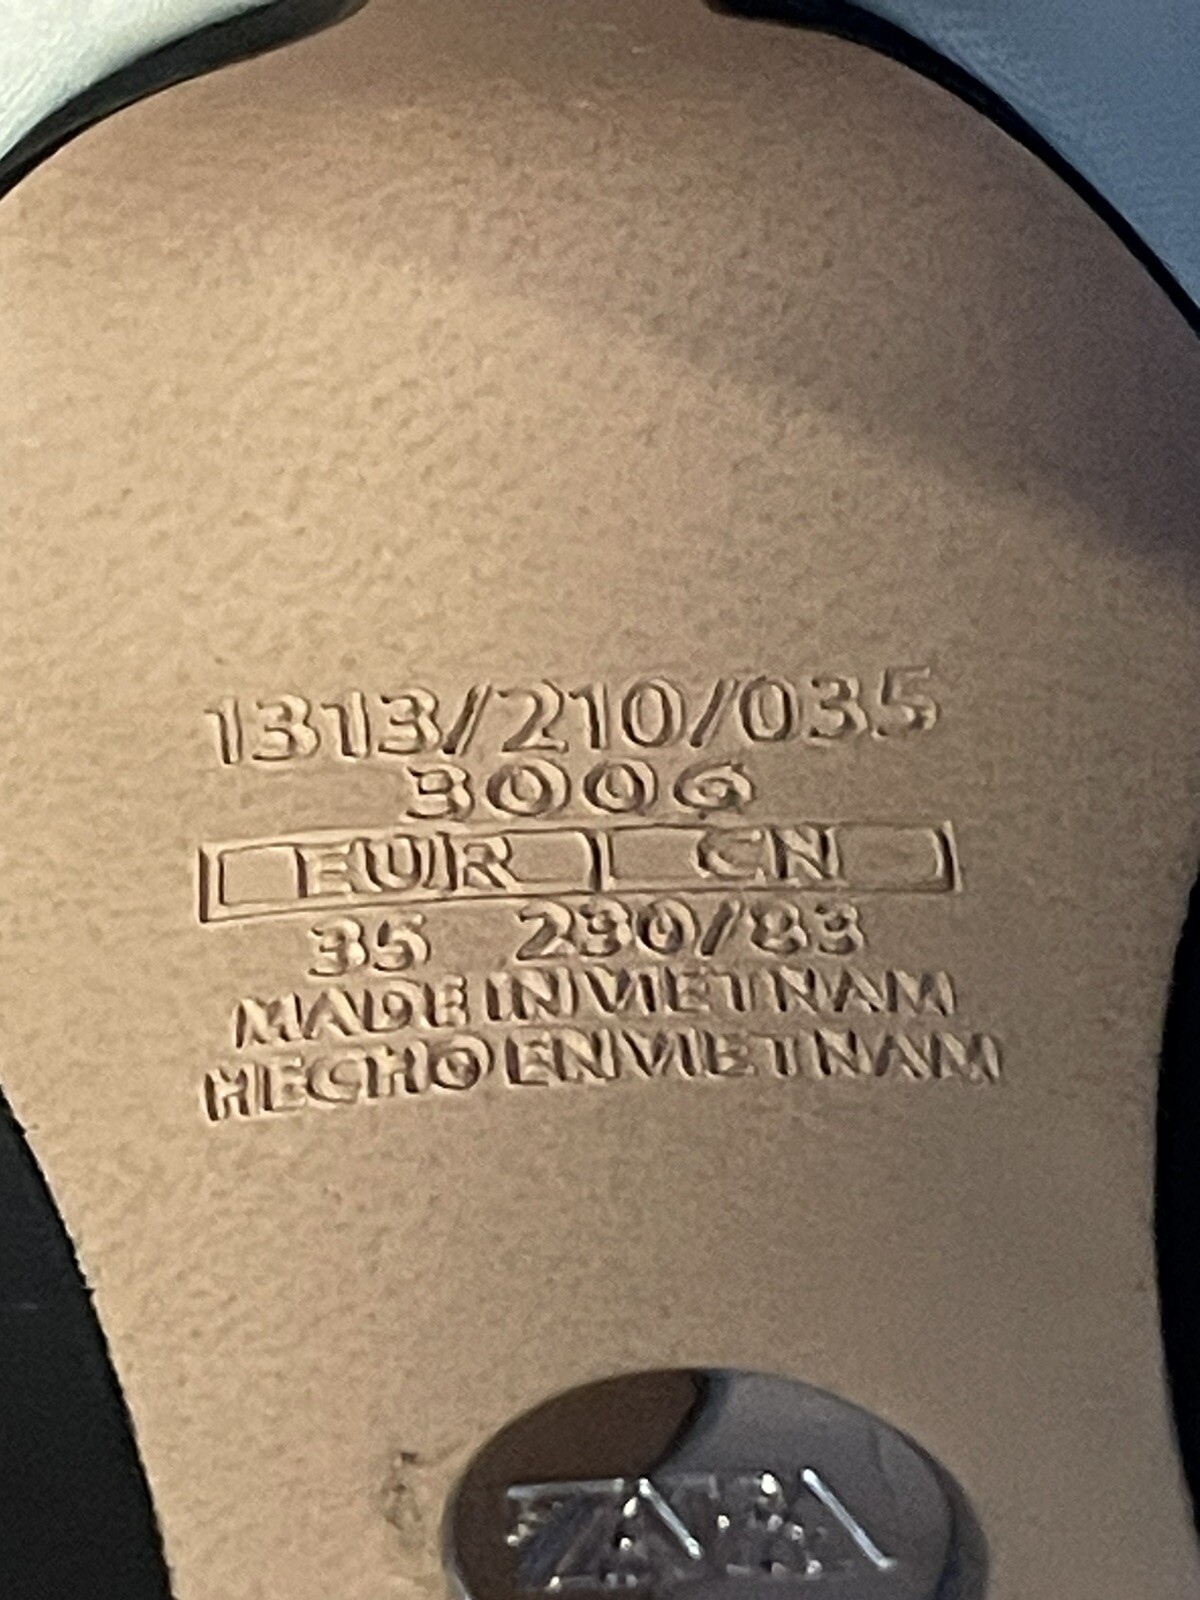 1313/210/035
3006
EUR CN
35 230/83
MADE IN VIETNAM
HECHO EN VIETNAM
ZARA